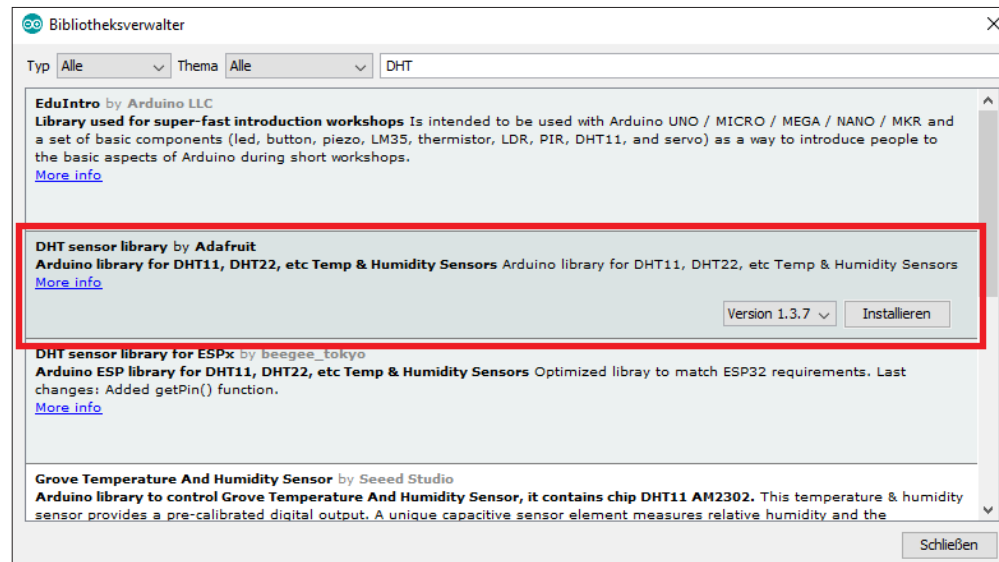 Bibliotheksverwalter
Typ Alle Thema Alle DHT
EduIntro by Arduino LLC
Library used for super-fast introduction workshops Is intended to be used with Arduino UNO / MICRO / MEGA / NANO / MKR and
a set of basic components (led, button, piezo, LM35, thermistor, LDR, PIR, DHT11, and servo) as a way to introduce people to
the basic aspects of Arduino during short workshops.
More info
DHT sensor library by Adafruit
Arduino library for DHT11, DHT22, etc Temp & Humidity Sensors Arduino library for DHT11, DHT22, etc Temp & Humidity Sensors
More info
Version 1.3.7 Installieren
DHT sensor library for ESPx by beegee_tokyo
Arduino ESP library for DHT11, DHT22, etc Temp & Humidity Sensors Optimized libray to match ESP32 requirements. Last
changes: Added getPin() function.
More info
Grove Temperature And Humidity Sensor by Seeed Studio
Arduino library to control Grove Temperature And Humidity Sensor, it contains chip DHT11 AM2302. This temperature & humidity
sensor provides a pre-calibrated digital output. A unique capacitive sensor element measures relative humidity and the
Schließen